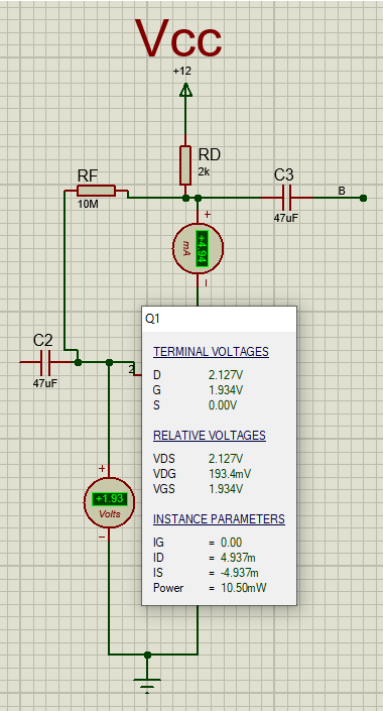 Vcc
+12
RD
2k
RF
10M
C3
47uF
B
+
+4.94
mA
-
C2
47uF
2
Q1
TERMINAL VOLTAGES
D 2.127V
G 1.934V
S 0.00V
RELATIVE VOLTAGES
VDS 2.127V
VDG 193.4mV
VGS 1.934V
INSTANCE PARAMETERS
IG = 0.00
ID = 4.937m
IS = -4.937m
Power = 10.50mW
+
+1.93
Volts
-